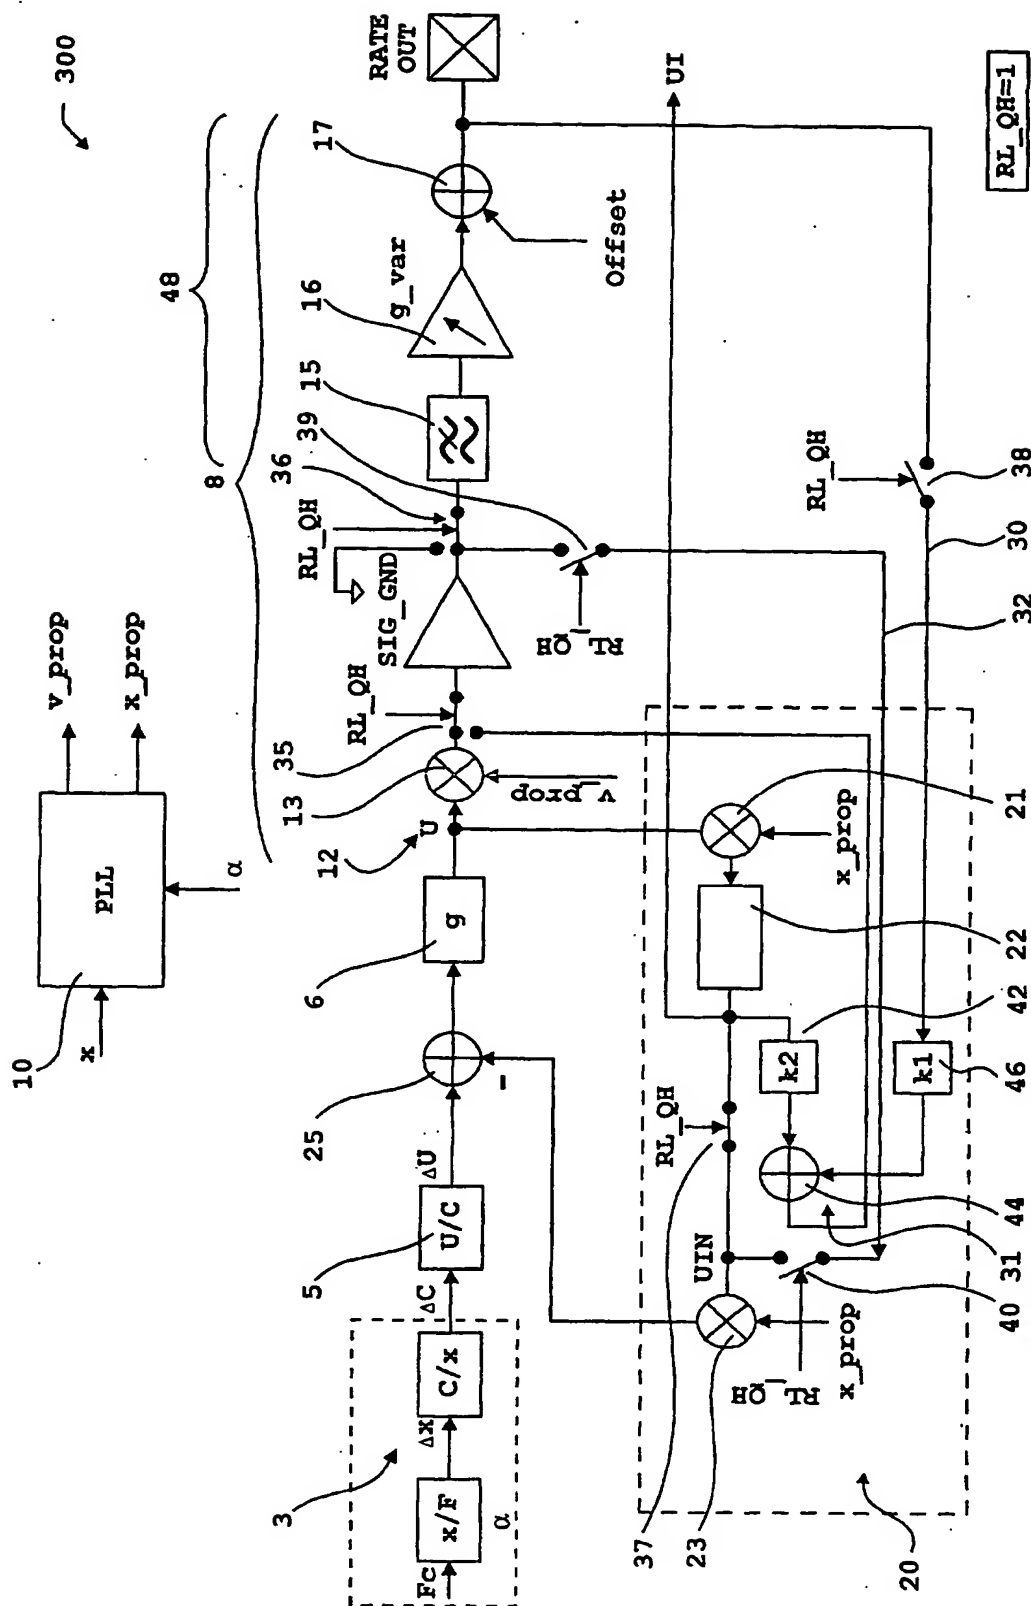 300
v_prop
x_prop
PLL
x
10
α
48
8
RATE
OUT
17
g_var
16
Offset
15
39
36
RL_QH
SIG_GND
RL_QH
RL_QH
35
13
v_prop
12
U
g
6
25
-
ΔU
U/C
5
ΔC
C/x
Δx
x/F
α
Fc
3
UI
RL_QH
38
30
32
21
x_prop
22
k2
42
k1
46
RL_QH
44
31
UIN
40
RL_QH
x_prop
23
37
20
RL_QH=1